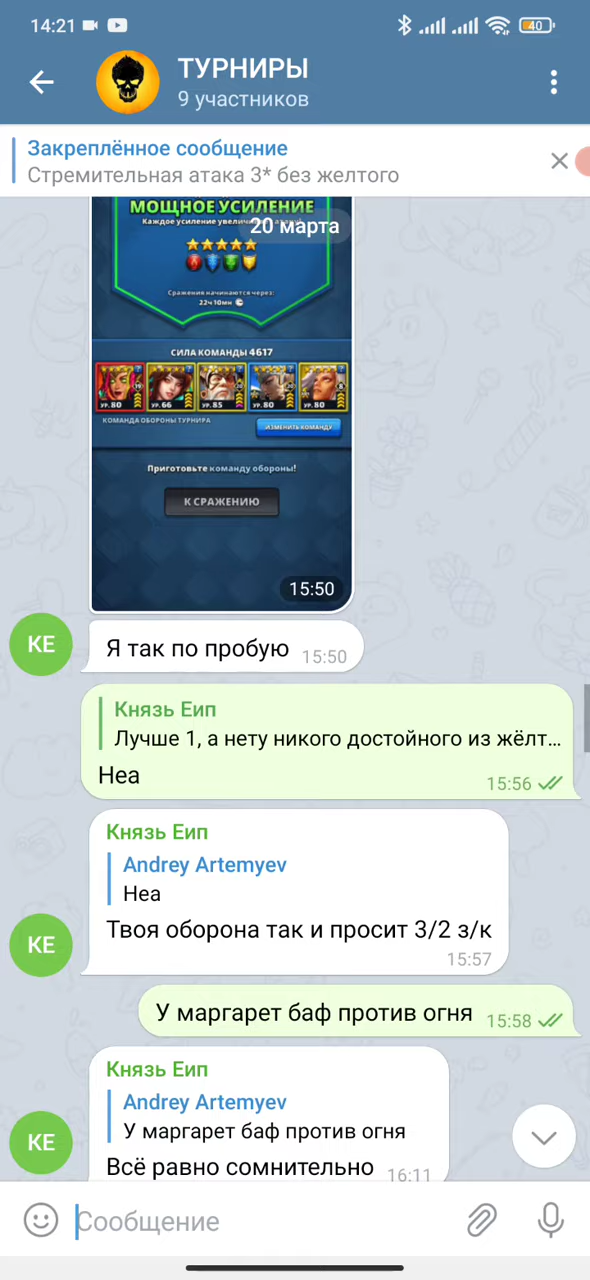 14:21
40
ТУРНИРЫ
9 участников
Закреплённое сообщение
Стремительная атака 3* без желтого
МОЩНОЕ УСИЛЕНИЕ
Каждое усиление
20 марта
Сражения начинаются через:
22ч 10мн
СИЛА КОМАНДЫ 4617
УР.80
УР.66
УР.85
УР.80
УР.80
КОМАНДА ОБОРОНЫ ТУРНИРА
ИЗМЕНИТЬ КОМАНДУ
Приготовьте команду обороны!
К СРАЖЕНИЮ
15:50
КЕ
Я так по пробую 15:50
Князь Еип
Лучше 1, а нету никого достойного из жёлт...
Неа
15:56
Князь Еип
Andrey Artemyev
Неа
КЕ
Твоя оборона так и просит 3/2 з/к
15:57
У маргарет баф против огня 15:58
Князь Еип
Andrey Artemyev
У маргарет баф против огня
КЕ
Всё равно сомнительно 16:11
Сообщение